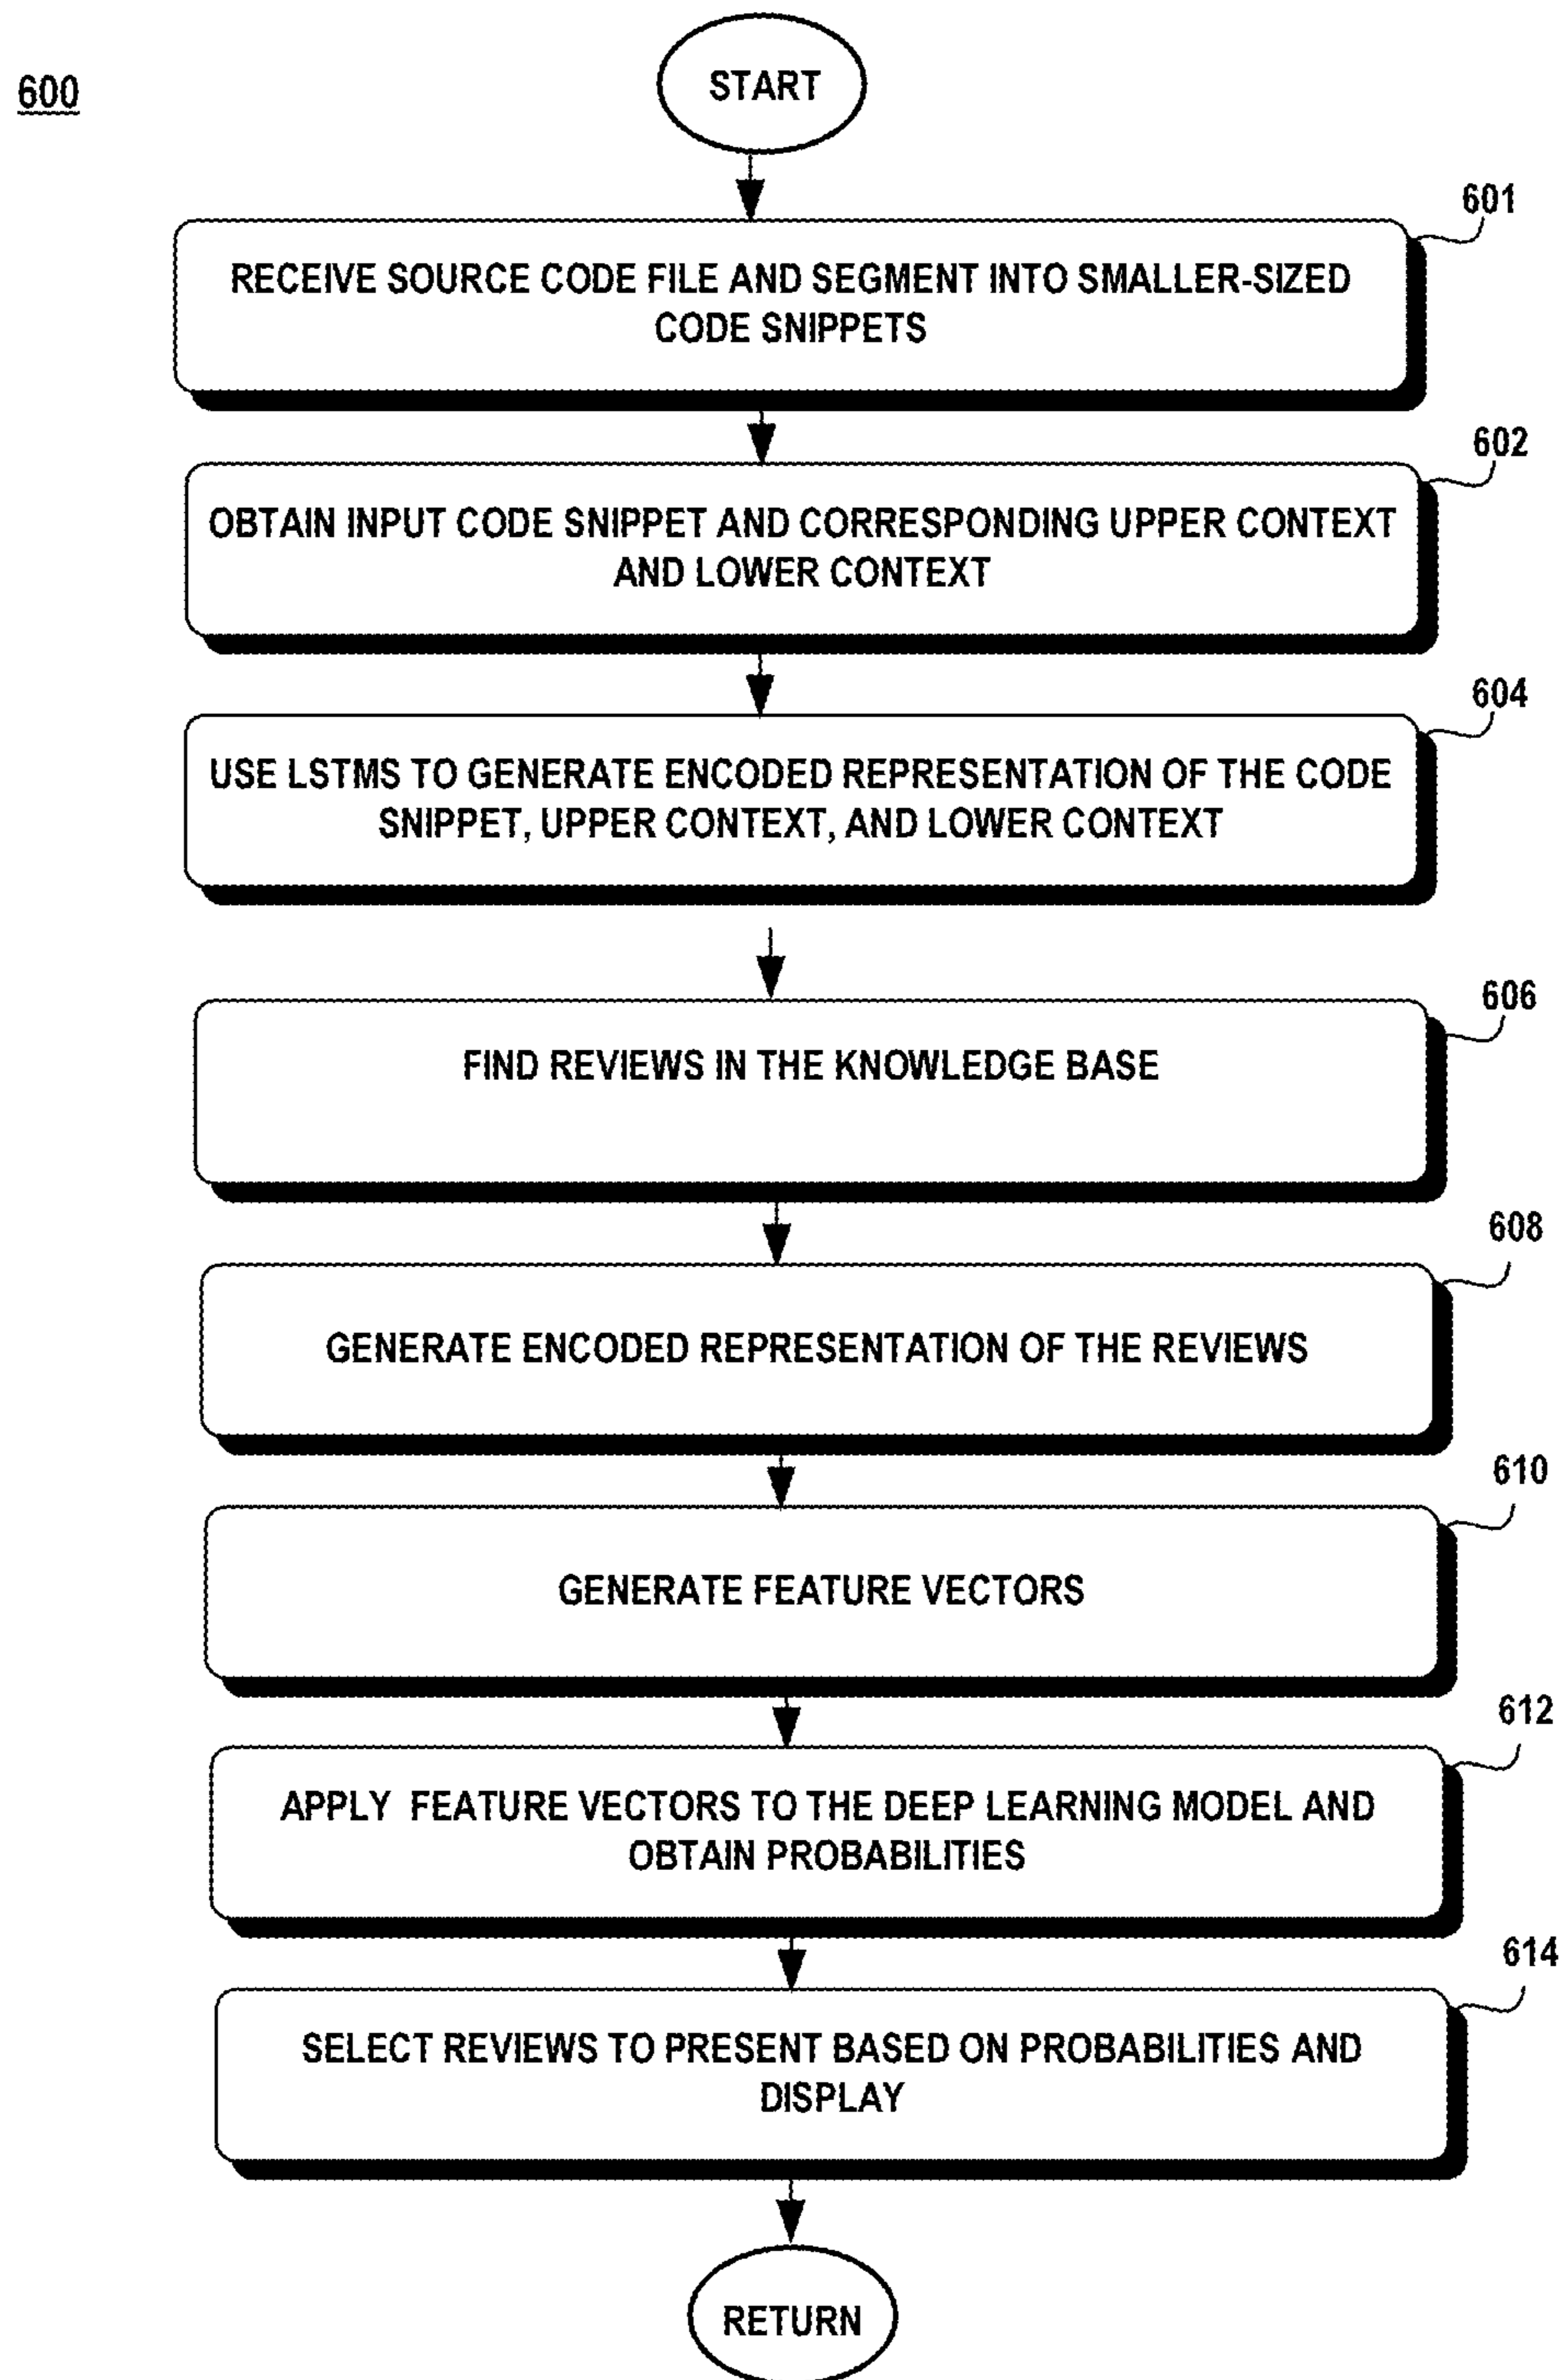 600
START
601
RECEIVE SOURCE CODE FILE AND SEGMENT INTO SMALLER-SIZED
CODE SNIPPETS
602
OBTAIN INPUT CODE SNIPPET AND CORRESPONDING UPPER CONTEXT
AND LOWER CONTEXT
604
USE LSTMS TO GENERATE ENCODED REPRESENTATION OF THE CODE
SNIPPET, UPPER CONTEXT, AND LOWER CONTEXT
606
FIND REVIEWS IN THE KNOWLEDGE BASE
608
GENERATE ENCODED REPRESENTATION OF THE REVIEWS
610
GENERATE FEATURE VECTORS
612
APPLY FEATURE VECTORS TO THE DEEP LEARNING MODEL AND
OBTAIN PROBABILITIES
614
SELECT REVIEWS TO PRESENT BASED ON PROBABILITIES AND
DISPLAY
RETURN